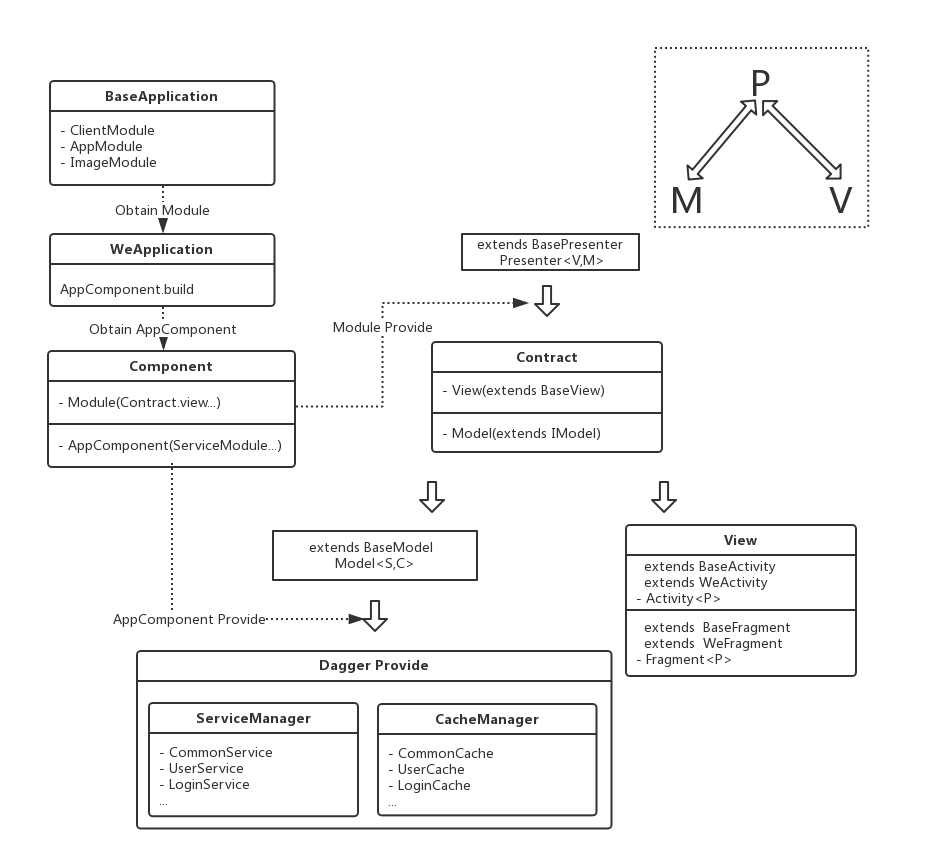 P
M
V
BaseApplication
- ClientModule
- AppModule
- ImageModule
Obtain Module
WeApplication
AppComponent.build
Obtain AppComponent
Component
- Module(Contract.view...)
- AppComponent(ServiceModule...)
Module Provide
extends BasePresenter
Presenter<V,M>
Contract
- View(extends BaseView)
- Model(extends IModel)
extends BaseModel
Model<S,C>
View
extends BaseActivity
extends WeActivity
- Activity<P>
extends  BaseFragment
extends  WeFragment
- Fragment<P>
AppComponent Provide
Dagger Provide
ServiceManager
- CommonService
- UserService
- LoginService
...
CacheManager
- CommonCache
- UserCache
- LoginCache
...